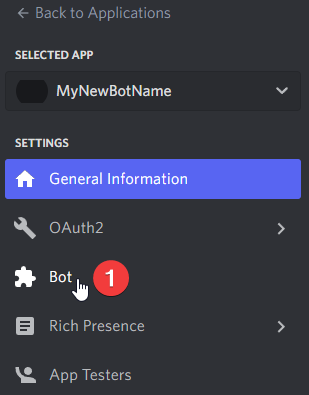 ← Back to Applications
SELECTED APP
MyNewBotName
SETTINGS
General Information
OAuth2
Bot 1
Rich Presence
App Testers